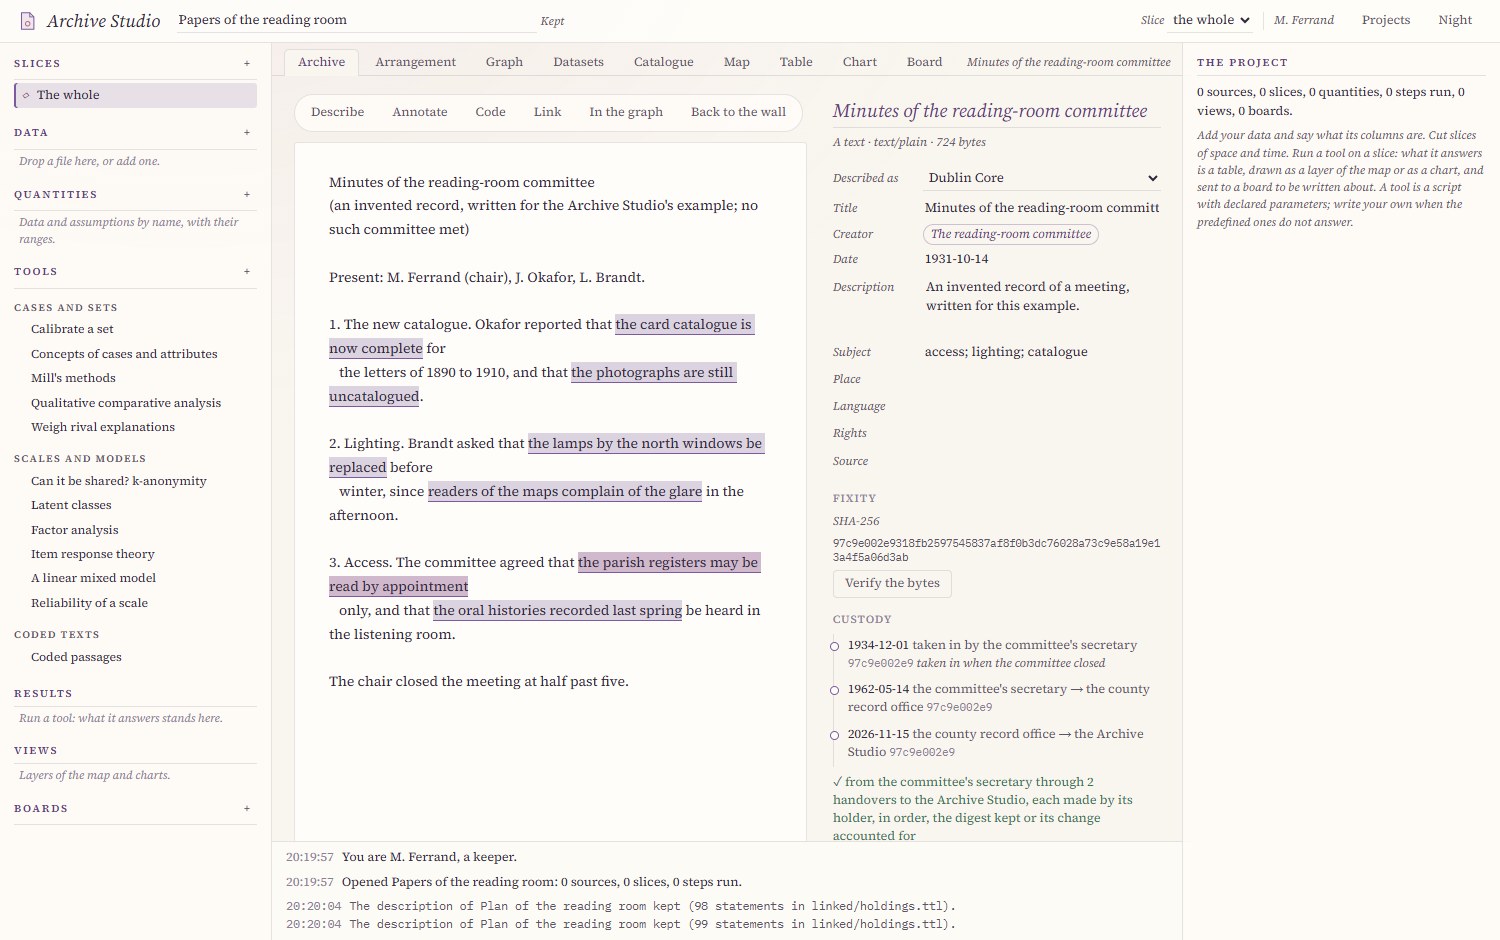 Archive Studio
Papers of the reading room
Kept
Slice the whole
M. Ferrand
Projects
Night
SLICES +
The whole
DATA +
Drop a file here, or add one.
QUANTITIES +
Data and assumptions by name, with their
ranges.
TOOLS +
CASES AND SETS
Calibrate a set
Concepts of cases and attributes
Mill's methods
Qualitative comparative analysis
Weigh rival explanations
SCALES AND MODELS
Can it be shared? k-anonymity
Latent classes
Factor analysis
Item response theory
A linear mixed model
Reliability of a scale
CODED TEXTS
Coded passages
RESULTS
Run a tool: what it answers stands here.
VIEWS
Layers of the map and charts.
BOARDS +
Archive
Arrangement
Graph
Datasets
Catalogue
Map
Table
Chart
Board
Minutes of the reading-room committee
Describe
Annotate
Code
Link
In the graph
Back to the wall
Minutes of the reading-room committee
(an invented record, written for the Archive Studio's example; no
such committee met)
Present: M. Ferrand (chair), J. Okafor, L. Brandt.
1. The new catalogue. Okafor reported that the card catalogue is
now complete for
the letters of 1890 to 1910, and that the photographs are still
uncatalogued.
2. Lighting. Brandt asked that the lamps by the north windows be
replaced before
winter, since readers of the maps complain of the glare in the
afternoon.
3. Access. The committee agreed that the parish registers may be
read by appointment
only, and that the oral histories recorded last spring be heard in
the listening room.
The chair closed the meeting at half past five.
Minutes of the reading-room committee
A text · text/plain · 724 bytes
Described as Dublin Core
Title Minutes of the reading-room committ
Creator The reading-room committee
Date 1931-10-14
Description An invented record of a meeting,
written for this example.
Subject access; lighting; catalogue
Place
Language
Rights
Source
FIXITY
SHA-256
97c9e002e9318fb2597545837af8f0b3dc76028a73c9e58a19e1
3a4f5a06d3ab
Verify the bytes
CUSTODY
1934-12-01 taken in by the committee's secretary
97c9e002e9 taken in when the committee closed
1962-05-14 the committee's secretary → the county
record office 97c9e002e9
2026-11-15 the county record office → the Archive
Studio 97c9e002e9
✓ from the committee's secretary through 2
handovers to the Archive Studio, each made by its
holder, in order, the digest kept or its change
accounted for
THE PROJECT
0 sources, 0 slices, 0 quantities, 0 steps run, 0
views, 0 boards.
Add your data and say what its columns are. Cut slices
of space and time. Run a tool on a slice: what it answers
is a table, drawn as a layer of the map or as a chart, and
sent to a board to be written about. A tool is a script
with declared parameters; write your own when the
predefined ones do not answer.
20:19:57 You are M. Ferrand, a keeper.
20:19:57 Opened Papers of the reading room: 0 sources, 0 slices, 0 steps run.
20:20:04 The description of Plan of the reading room kept (98 statements in linked/holdings.ttl).
20:20:04 The description of Plan of the reading room kept (99 statements in linked/holdings.ttl).